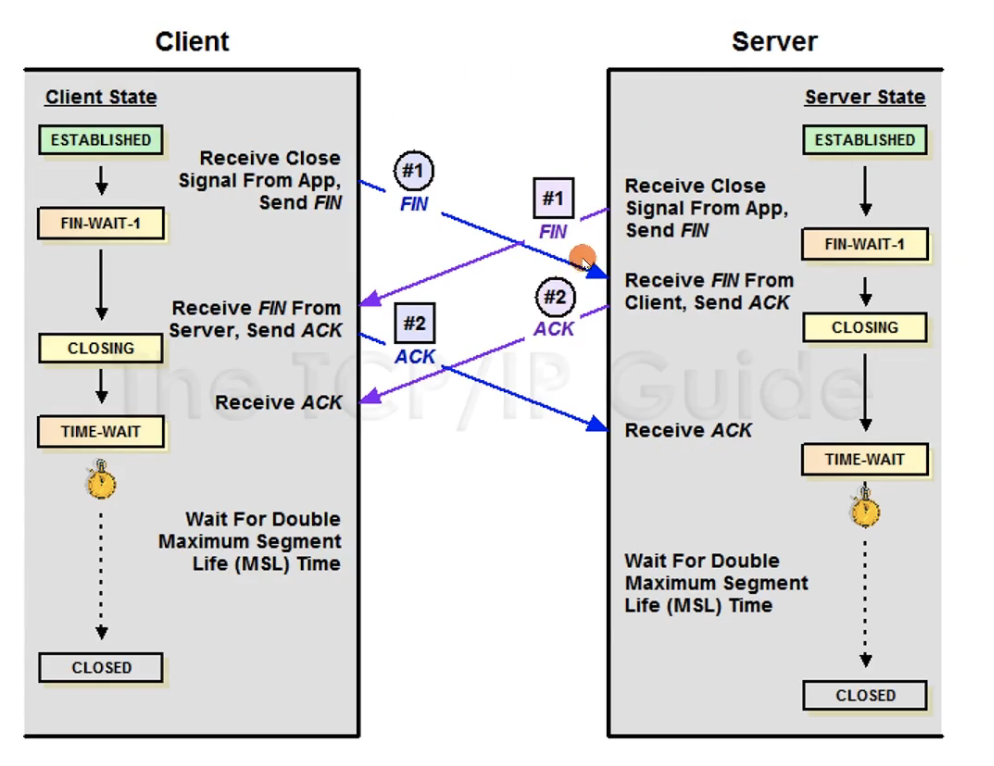 Client
Server
Client State
ESTABLISHED
FIN-WAIT-1
CLOSING
TIME-WAIT
CLOSED
Receive Close
Signal From App,
Send FIN
Receive FIN From
Server, Send ACK
Receive ACK
Wait For Double
Maximum Segment
Life (MSL) Time
#1
FIN
#1
FIN
#2
ACK
#2
ACK
Server State
ESTABLISHED
FIN-WAIT-1
CLOSING
TIME-WAIT
CLOSED
Receive Close
Signal From App,
Send FIN
Receive FIN From
Client, Send ACK
Receive ACK
Wait For Double
Maximum Segment
Life (MSL) Time
The TCP/IP Guide